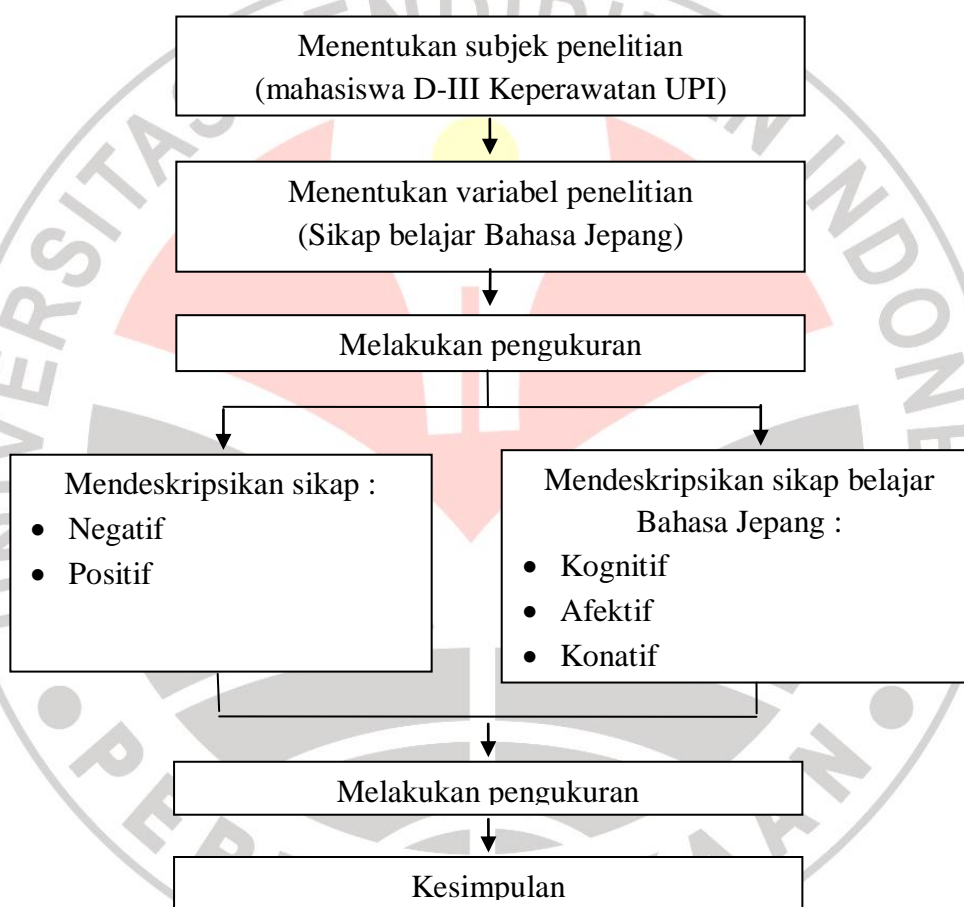 Menentukan subjek penelitian
(mahasiswa D-III Keperawatan UPI)
Menentukan variabel penelitian
(Sikap belajar Bahasa Jepang)
Melakukan pengukuran
Mendeskripsikan sikap :
• Negatif
• Positif
Mendeskripsikan sikap belajar
Bahasa Jepang :
• Kognitif
• Afektif
• Konatif
Melakukan pengukuran
Kesimpulan